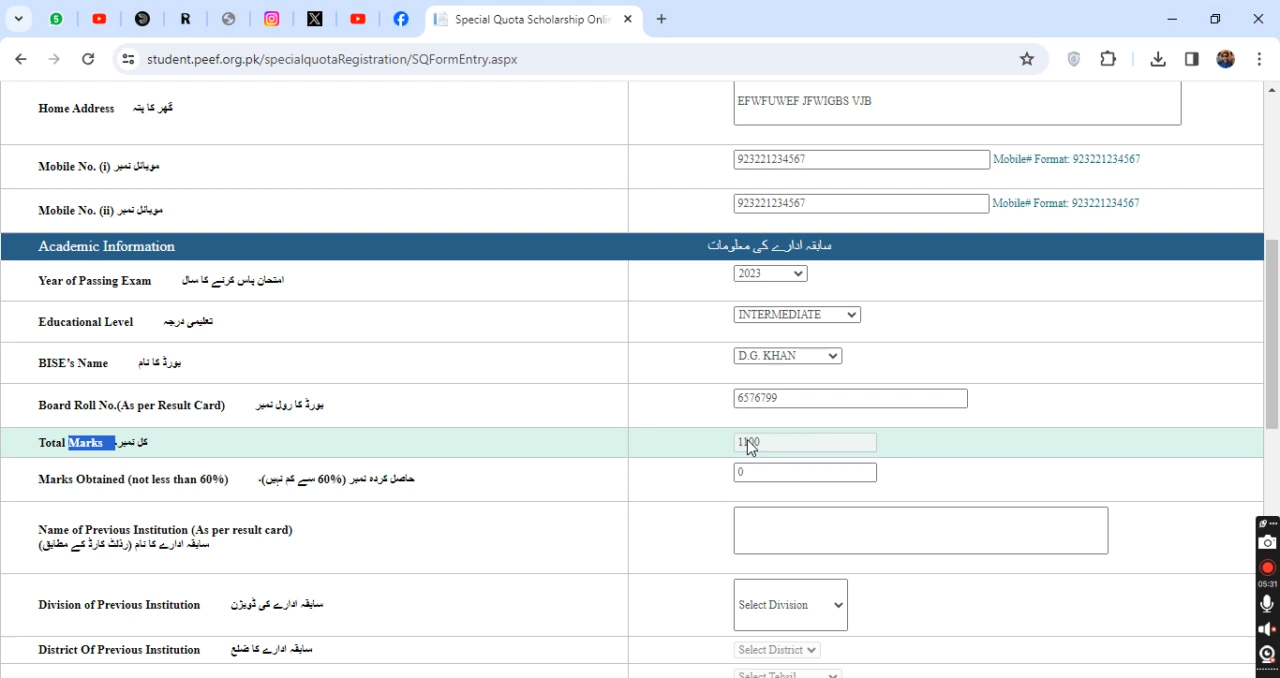 Special Quota Scholarship Onlin
student.peef.org.pk/specialquotaRegistration/SQFormEntry.aspx
Home Address گھر کا پتہ EFWFUWEF JFWIGBS VJB
Mobile No. (i) موبائل نمبر 923221234567 Mobile# Format: 923221234567
Mobile No. (ii) موبائل نمبر 923221234567 Mobile# Format: 923221234567
Academic Information سابقہ ادارے کی معلومات
Year of Passing Exam امتحان پاس کرنے کا سال 2023
Educational Level تعلیمی درجہ INTERMEDIATE
BISE's Name بورڈ کا نام D.G. KHAN
Board Roll No.(As per Result Card) بورڈ کا رول نمبر 6576799
Total Marks کل نمبر۔ 1100
Marks Obtained (not less than 60%) حاصل کردہ نمبر (60% سے کم نہیں)۔ 0
Name of Previous Institution (As per result card)
سابقہ ادارے کا نام (رزلٹ کارڈ کے مطابق)
Division of Previous Institution سابقہ ادارے کی ڈویژن Select Division
District Of Previous Institution سابقہ ادارے کا ضلع Select District
Select Tehsil
05:31